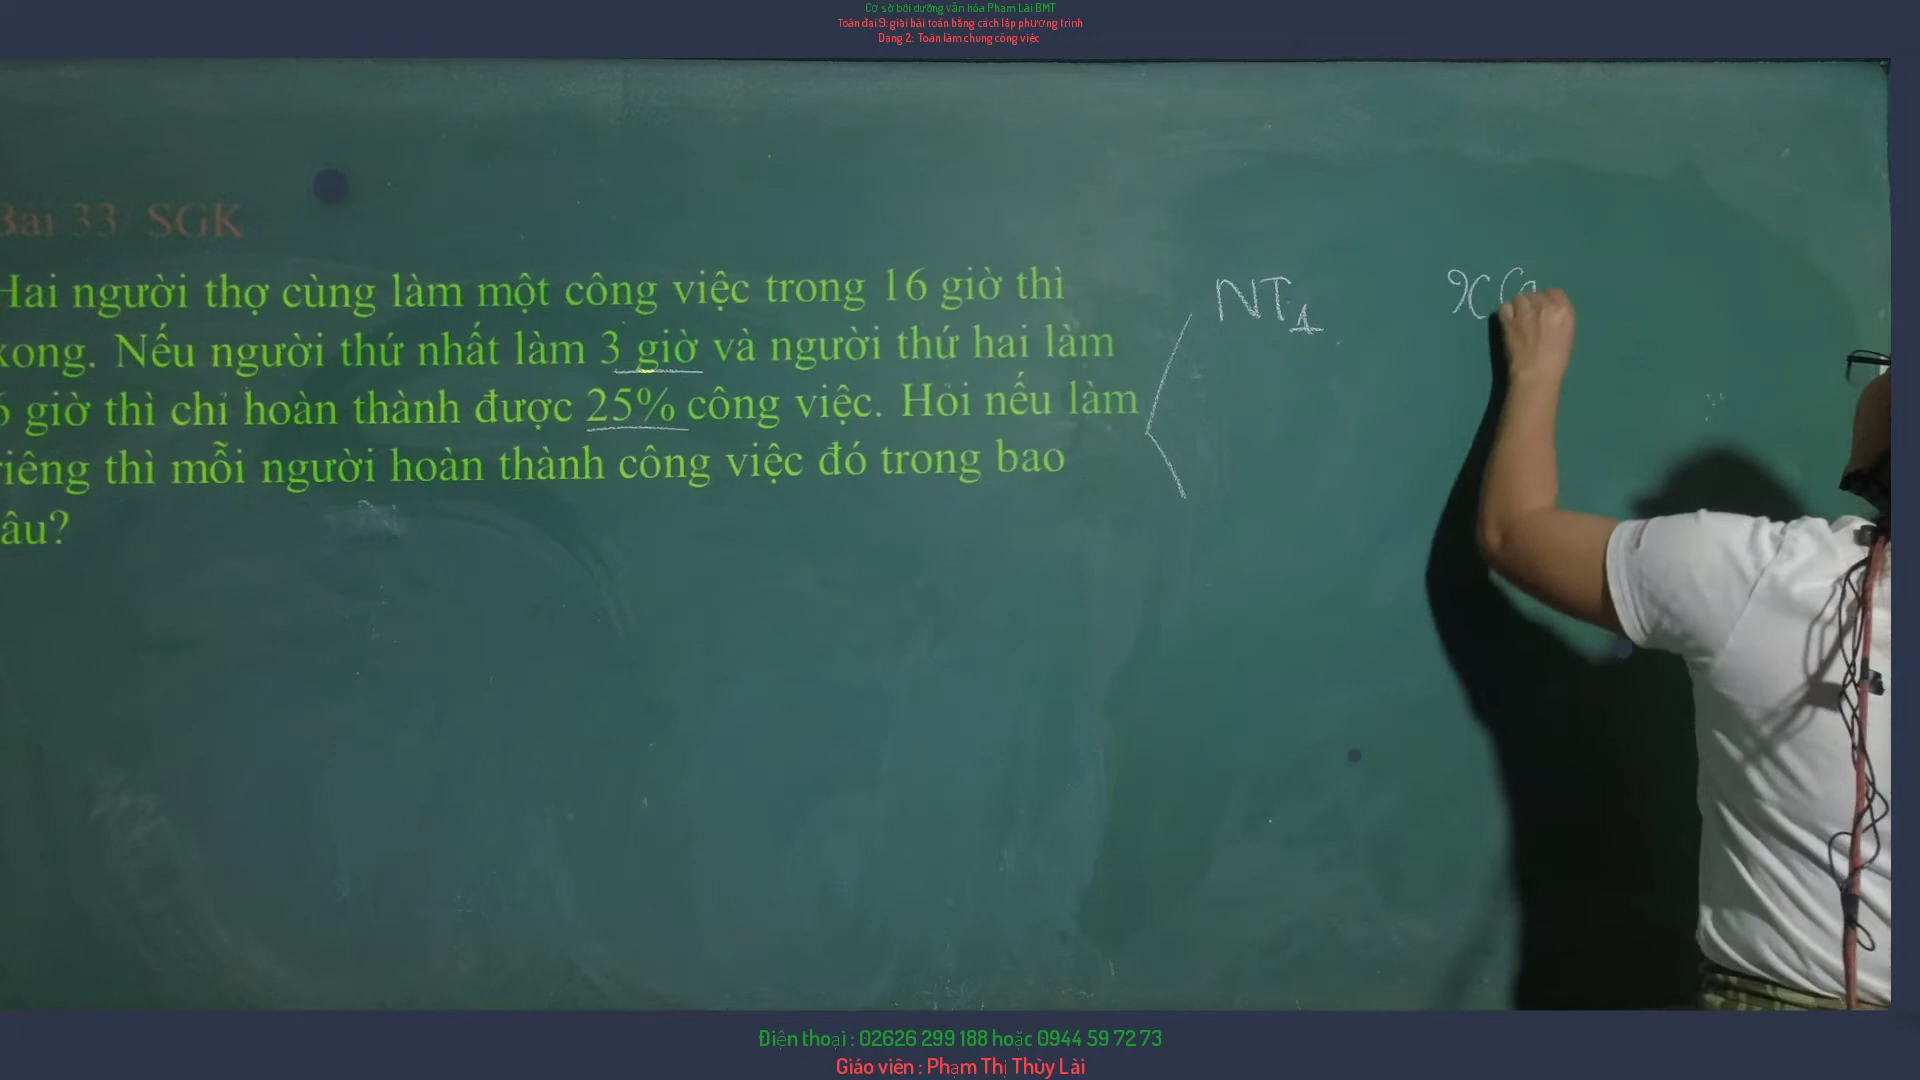 Cơ sở bồi dưỡng văn hóa Phạm Lài BMT
Toán đại 9: giải bài toán bằng cách lập phương trình
Dạng 2: Toán làm chung công việc
Bài 33/ SGK
Hai người thợ cùng làm một công việc trong 16 giờ thì
xong. Nếu người thứ nhất làm 3 giờ và người thứ hai làm
6 giờ thì chỉ hoàn thành được 25% công việc. Hỏi nếu làm
riêng thì mỗi người hoàn thành công việc đó trong bao
lâu?
NT1 x(
Điện thoại : 02626 299 188 hoặc 0944 59 72 73
Giáo viên : Phạm Thị Thùy Lài